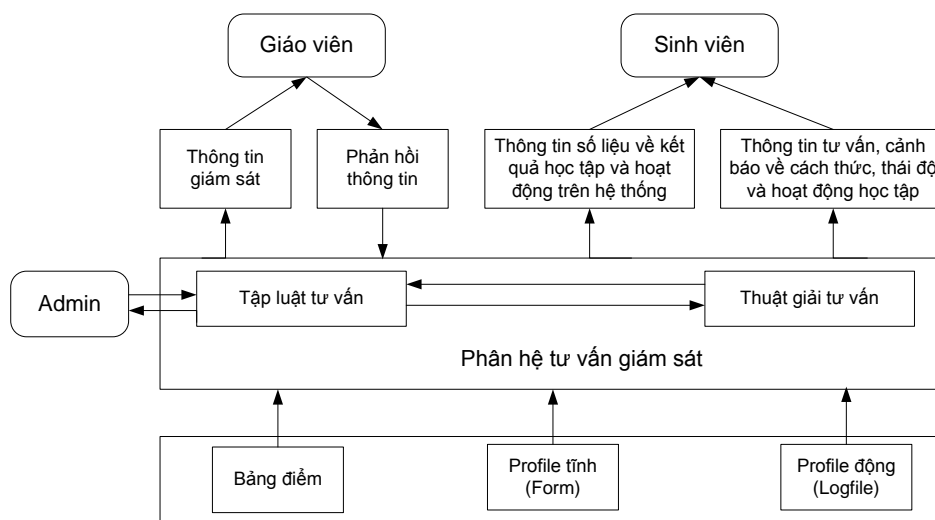 Giáo viên
Sinh viên
Thông tin
giám sát
Phản hồi
thông tin
Thông tin số liệu về kết
quả học tập và hoạt
động trên hệ thống
Thông tin tư vấn, cảnh
báo về cách thức, thái độ
và hoạt động học tập
Admin
Tập luật tư vấn
Thuật giải tư vấn
Phân hệ tư vấn giám sát
Bảng điểm
Profile tĩnh
(Form)
Profile động
(Logfile)